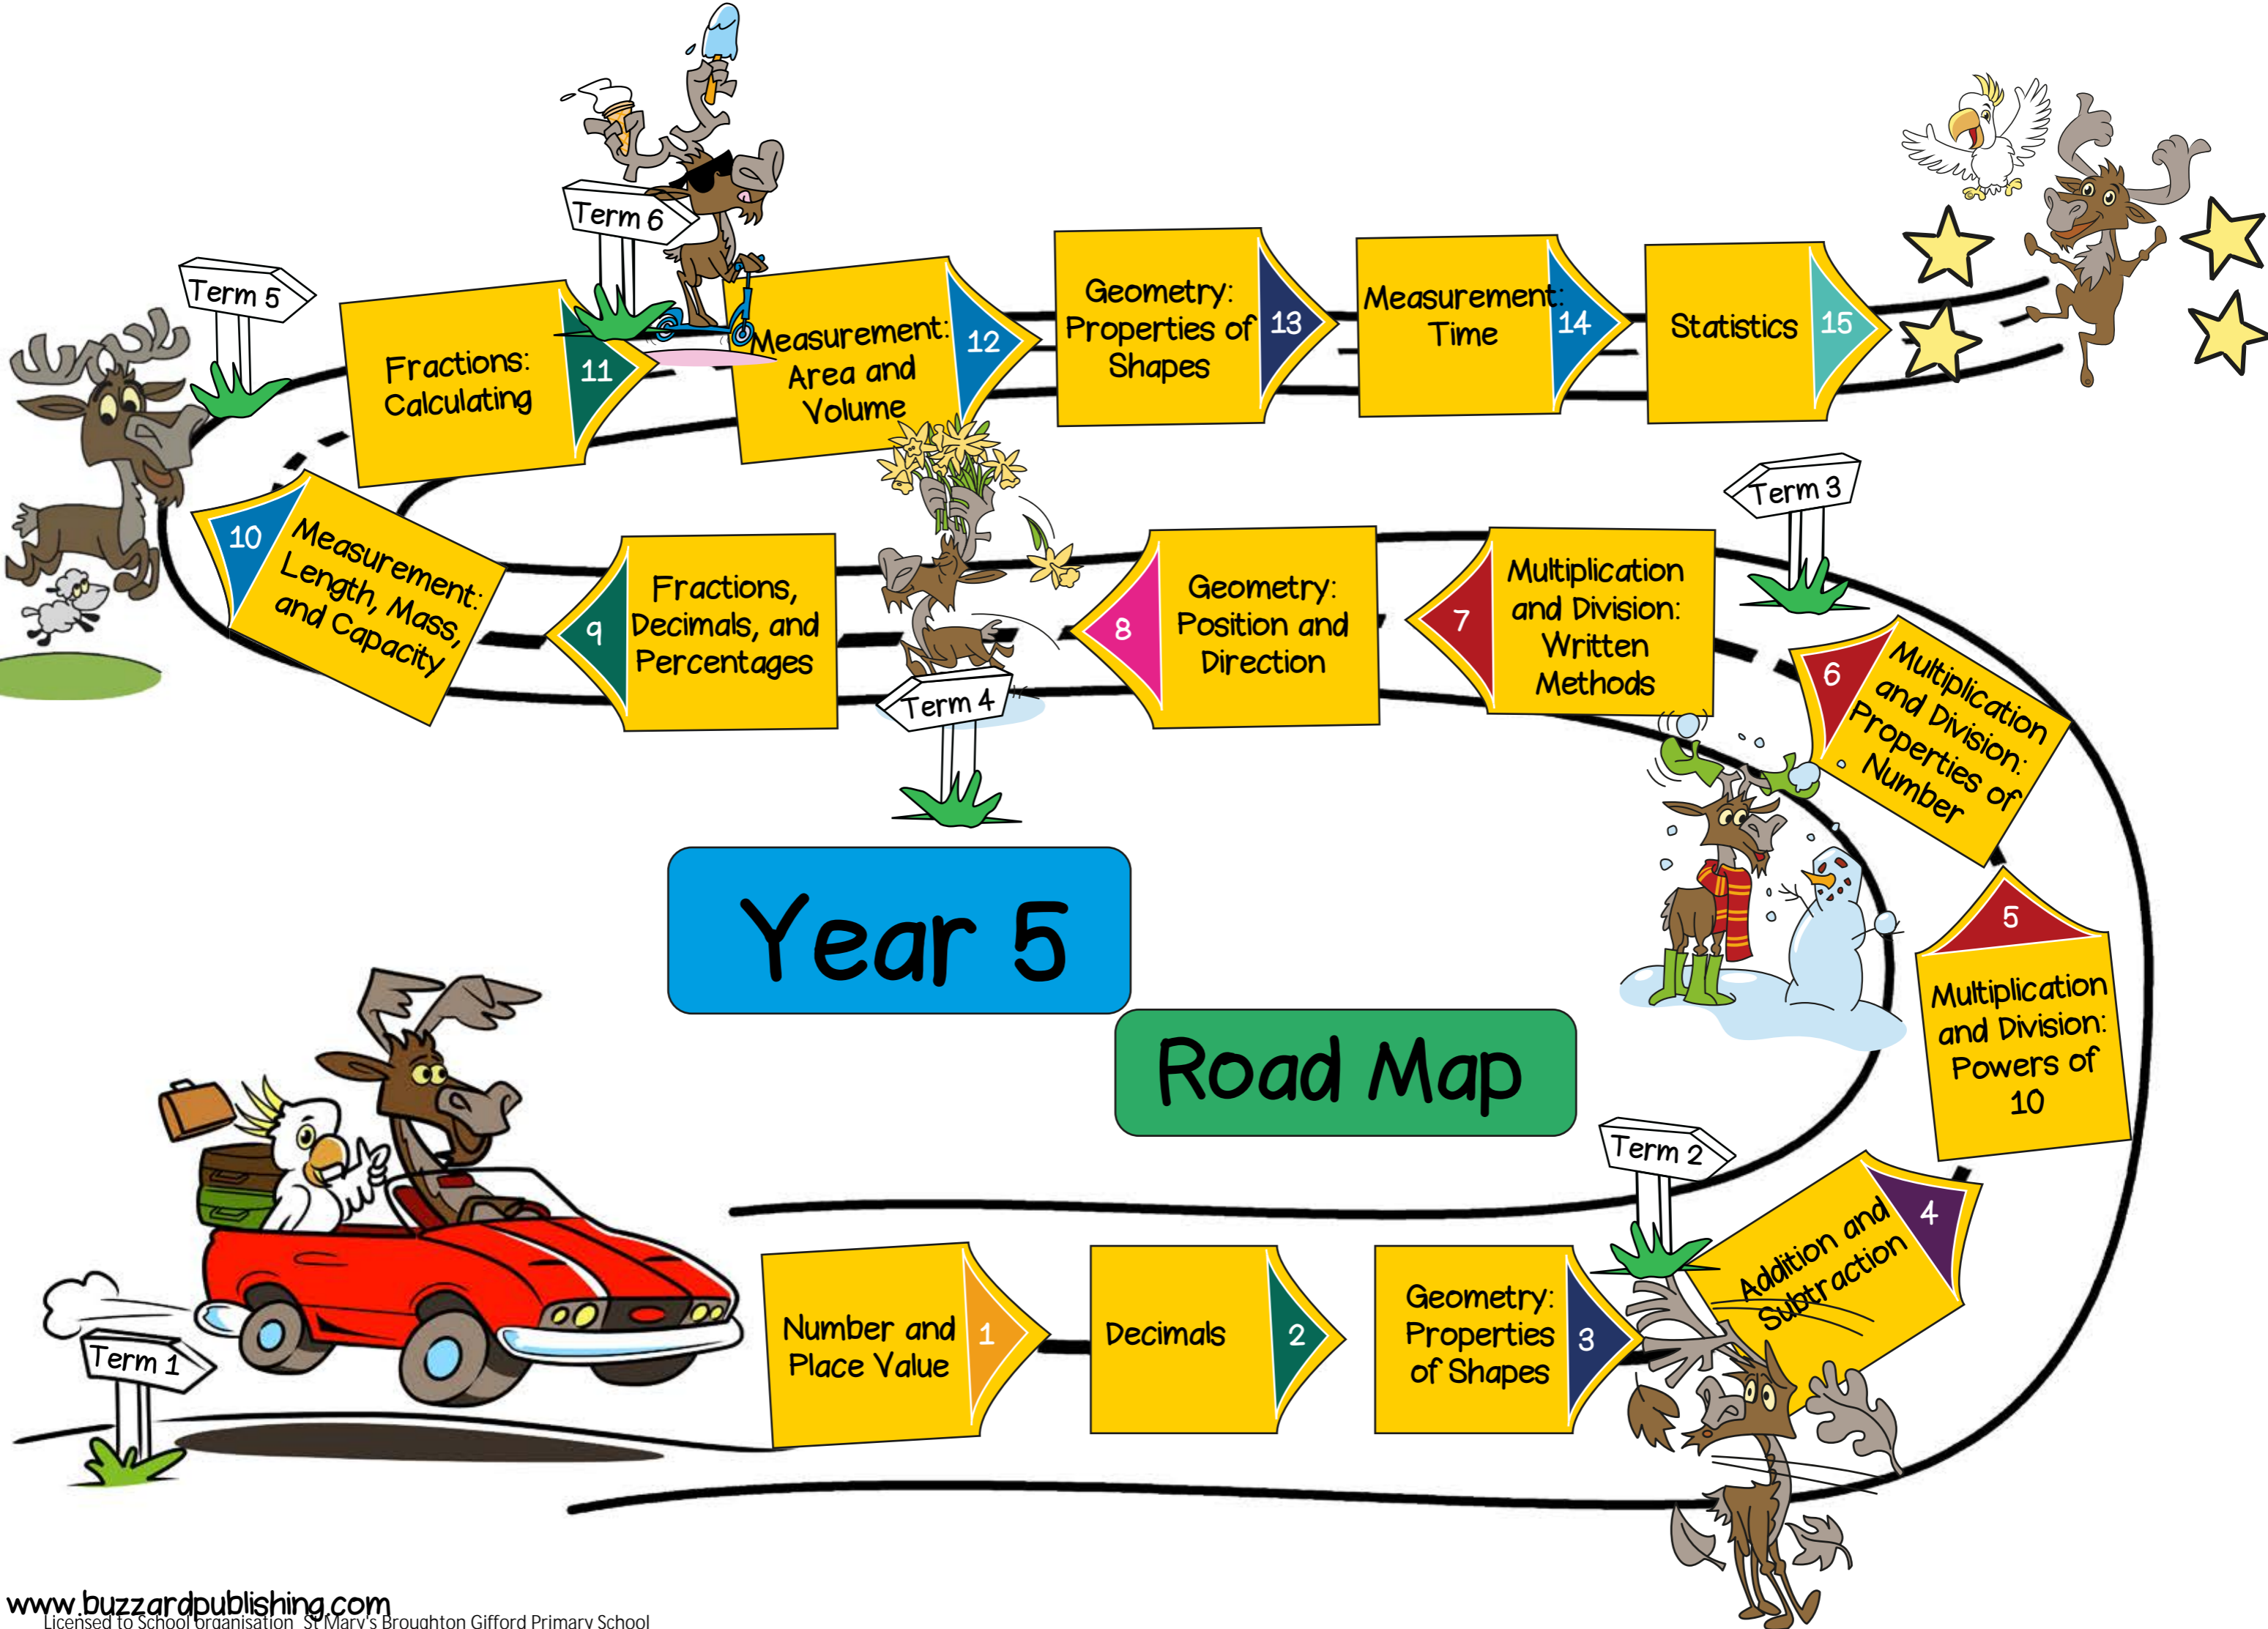 Term 1
Number and
Place Value
1
Decimals
2
Geometry:
Properties
of Shapes
3
Term 2
Addition and
Subtraction
4
5
Multiplication
and Division:
Powers of
10
6
Multiplication
and Division:
Properties of
Number
Term 3
7
Multiplication
and Division:
Written
Methods
8
Geometry:
Position and
Direction
Term 4
9
Fractions,
Decimals, and
Percentages
10
Measurement:
Length, Mass,
and Capacity
Term 5
Fractions:
Calculating
11
Term 6
Measurement:
Area and
Volume
12
Geometry:
Properties of
Shapes
13
Measurement:
Time
14
Statistics
15
Year 5
Road Map
www.buzzardpublishing.com
Licensed to School organisation St Mary's Broughton Gifford Primary School